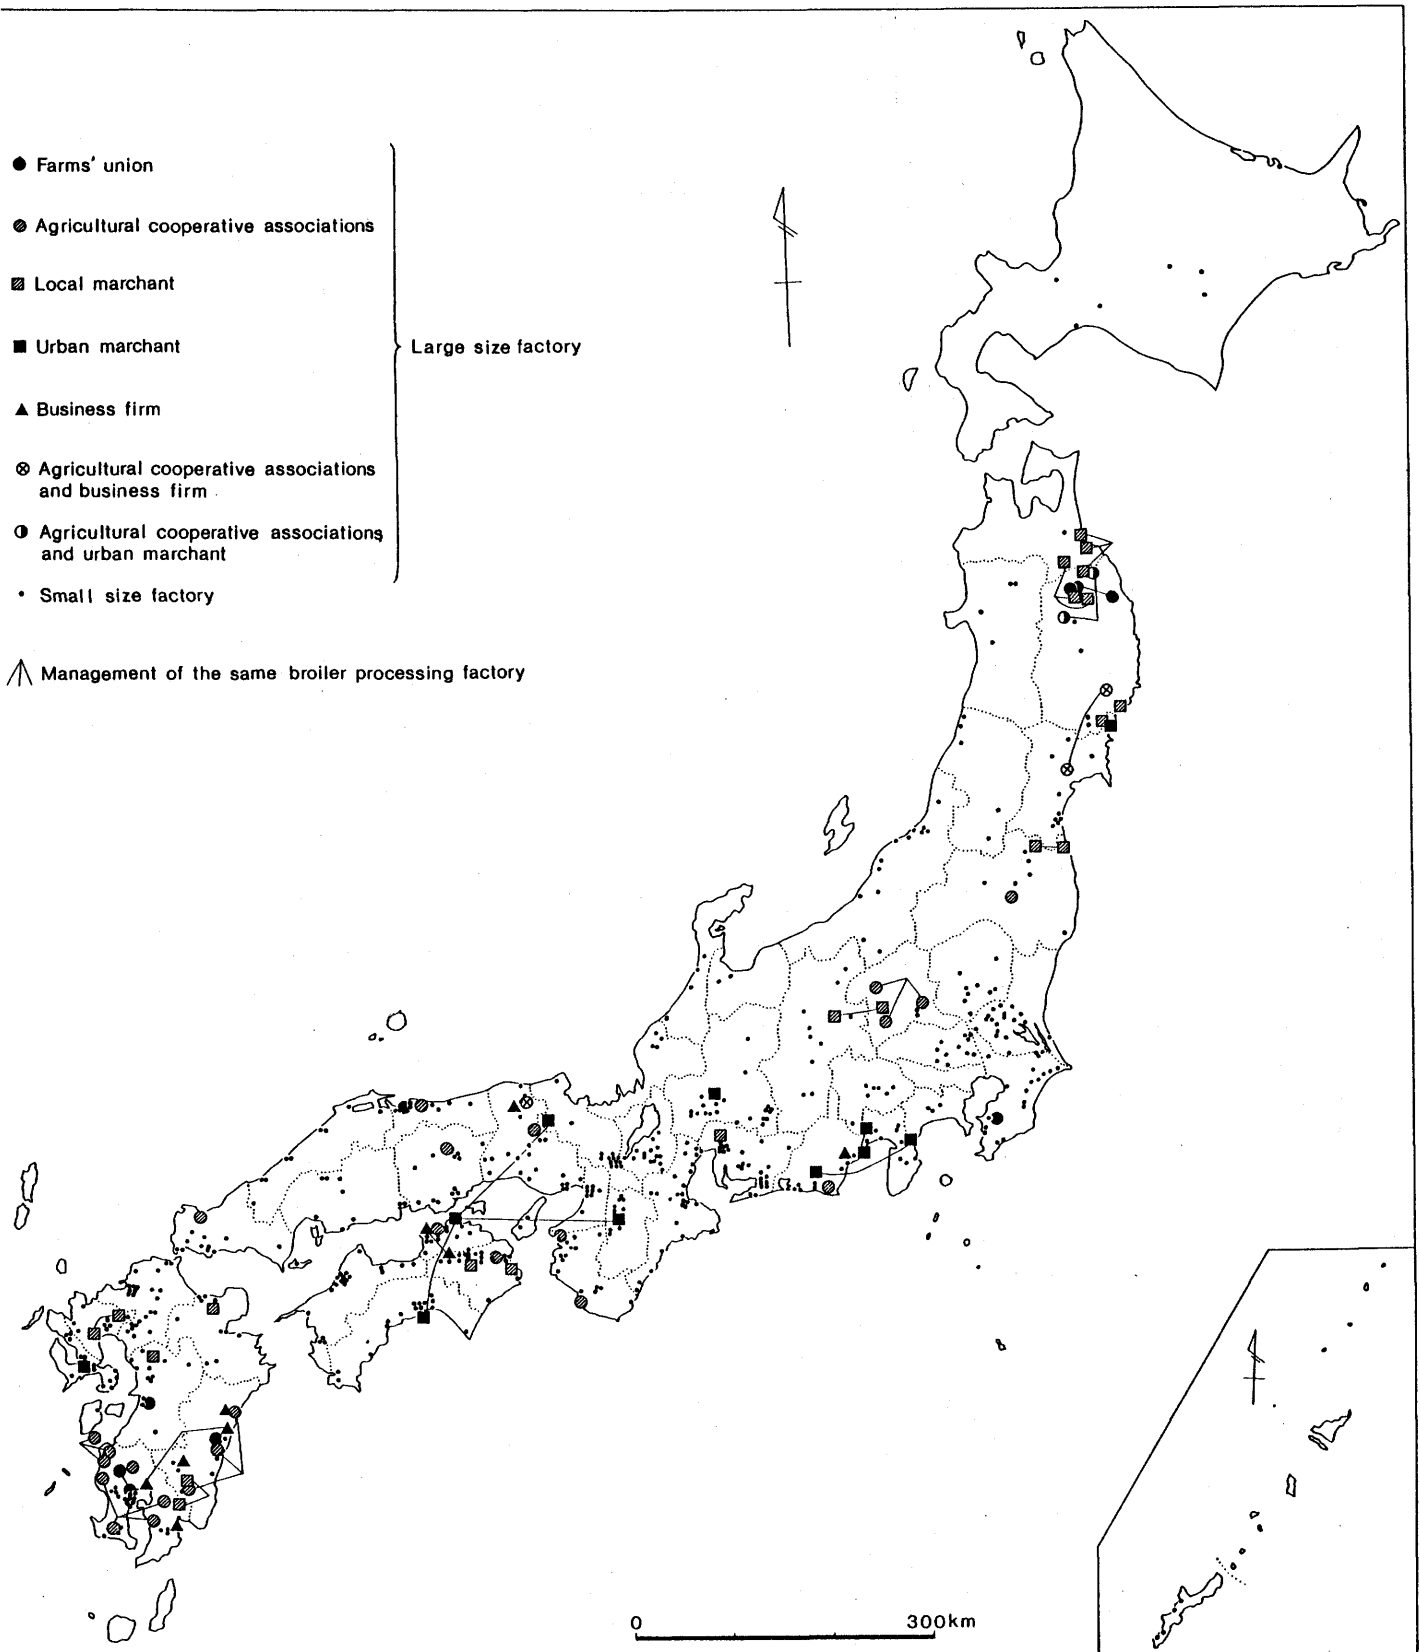 Farms' union
Agricultural cooperative associations
Local marchant
Urban marchant
Large size factory
Business firm
Agricultural cooperative associations
and business firm
Agricultural cooperative associations
and urban marchant
Small size factory
Management of the same broiler processing factory
0 300km